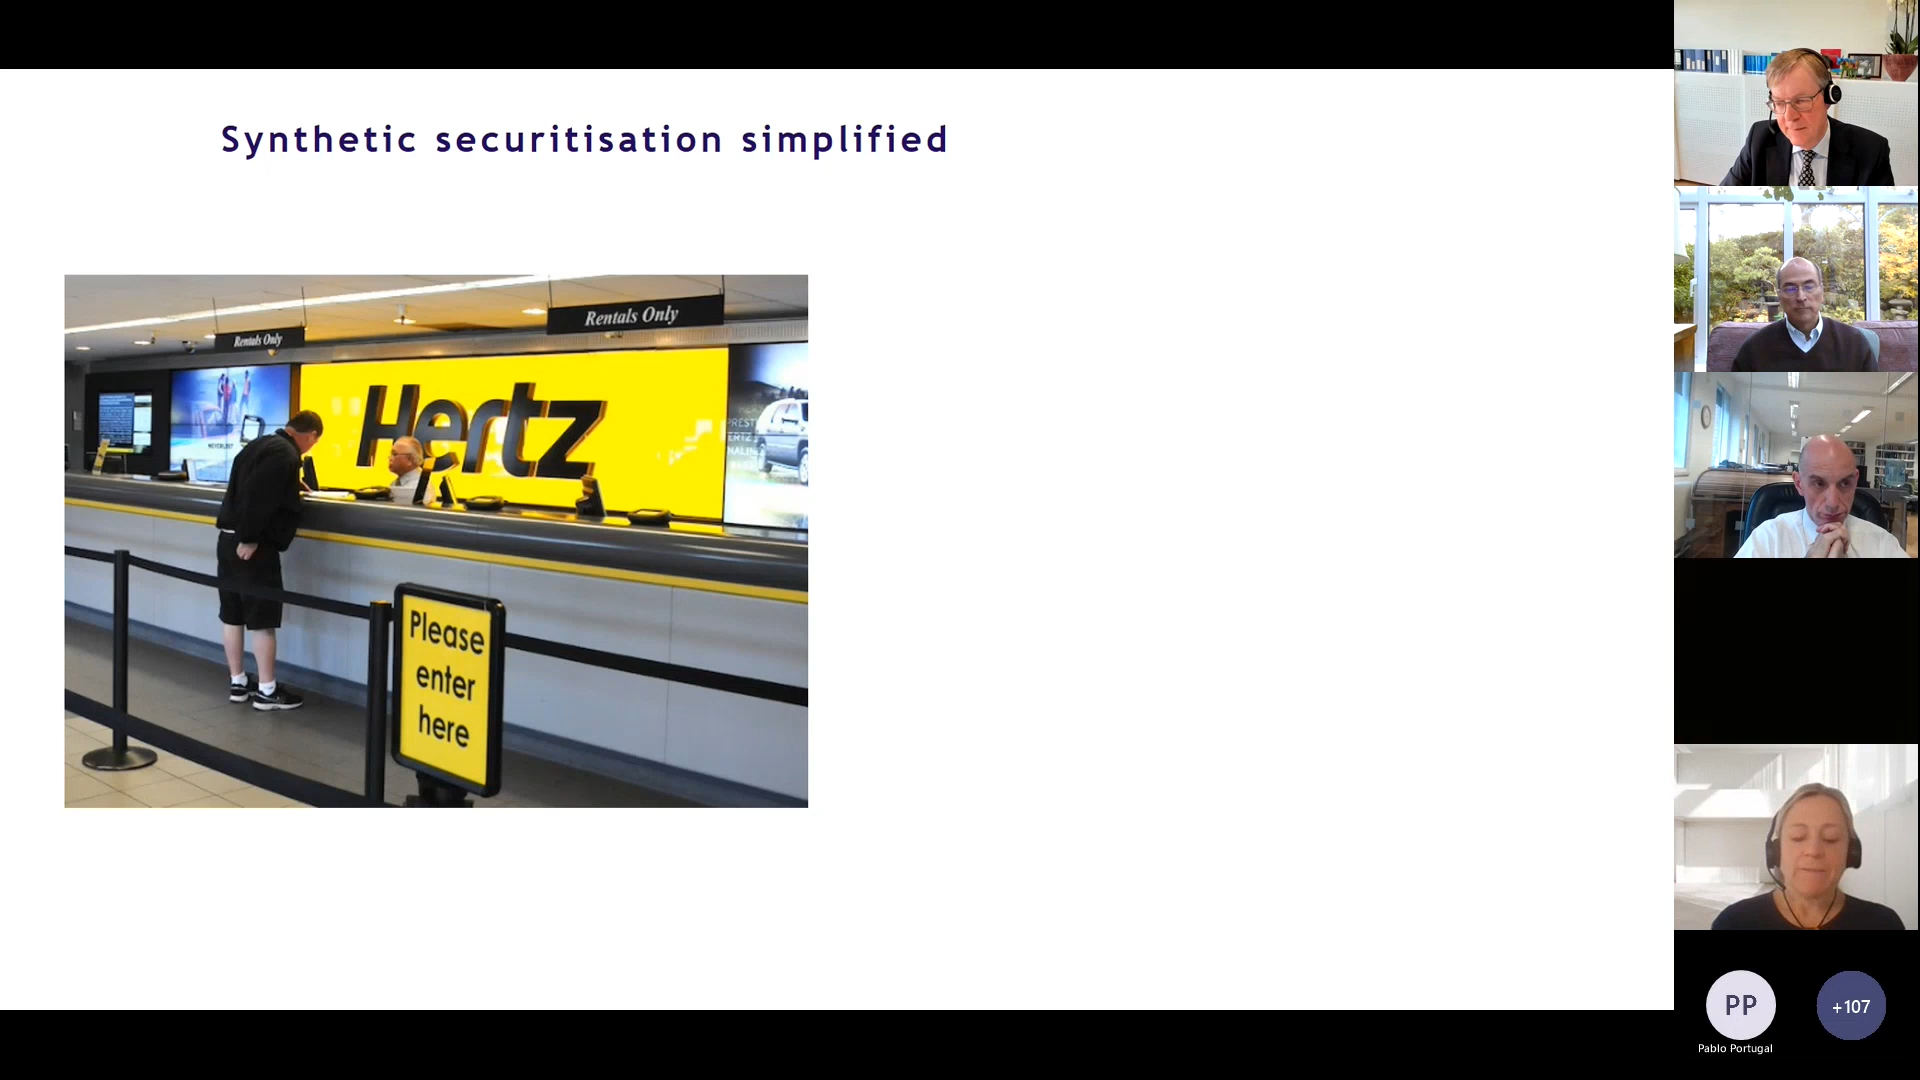 Synthetic securitisation simplified
Rentals Only
Rentals Only
Hertz
Please
enter
here
PP
+107
Pablo Portugal